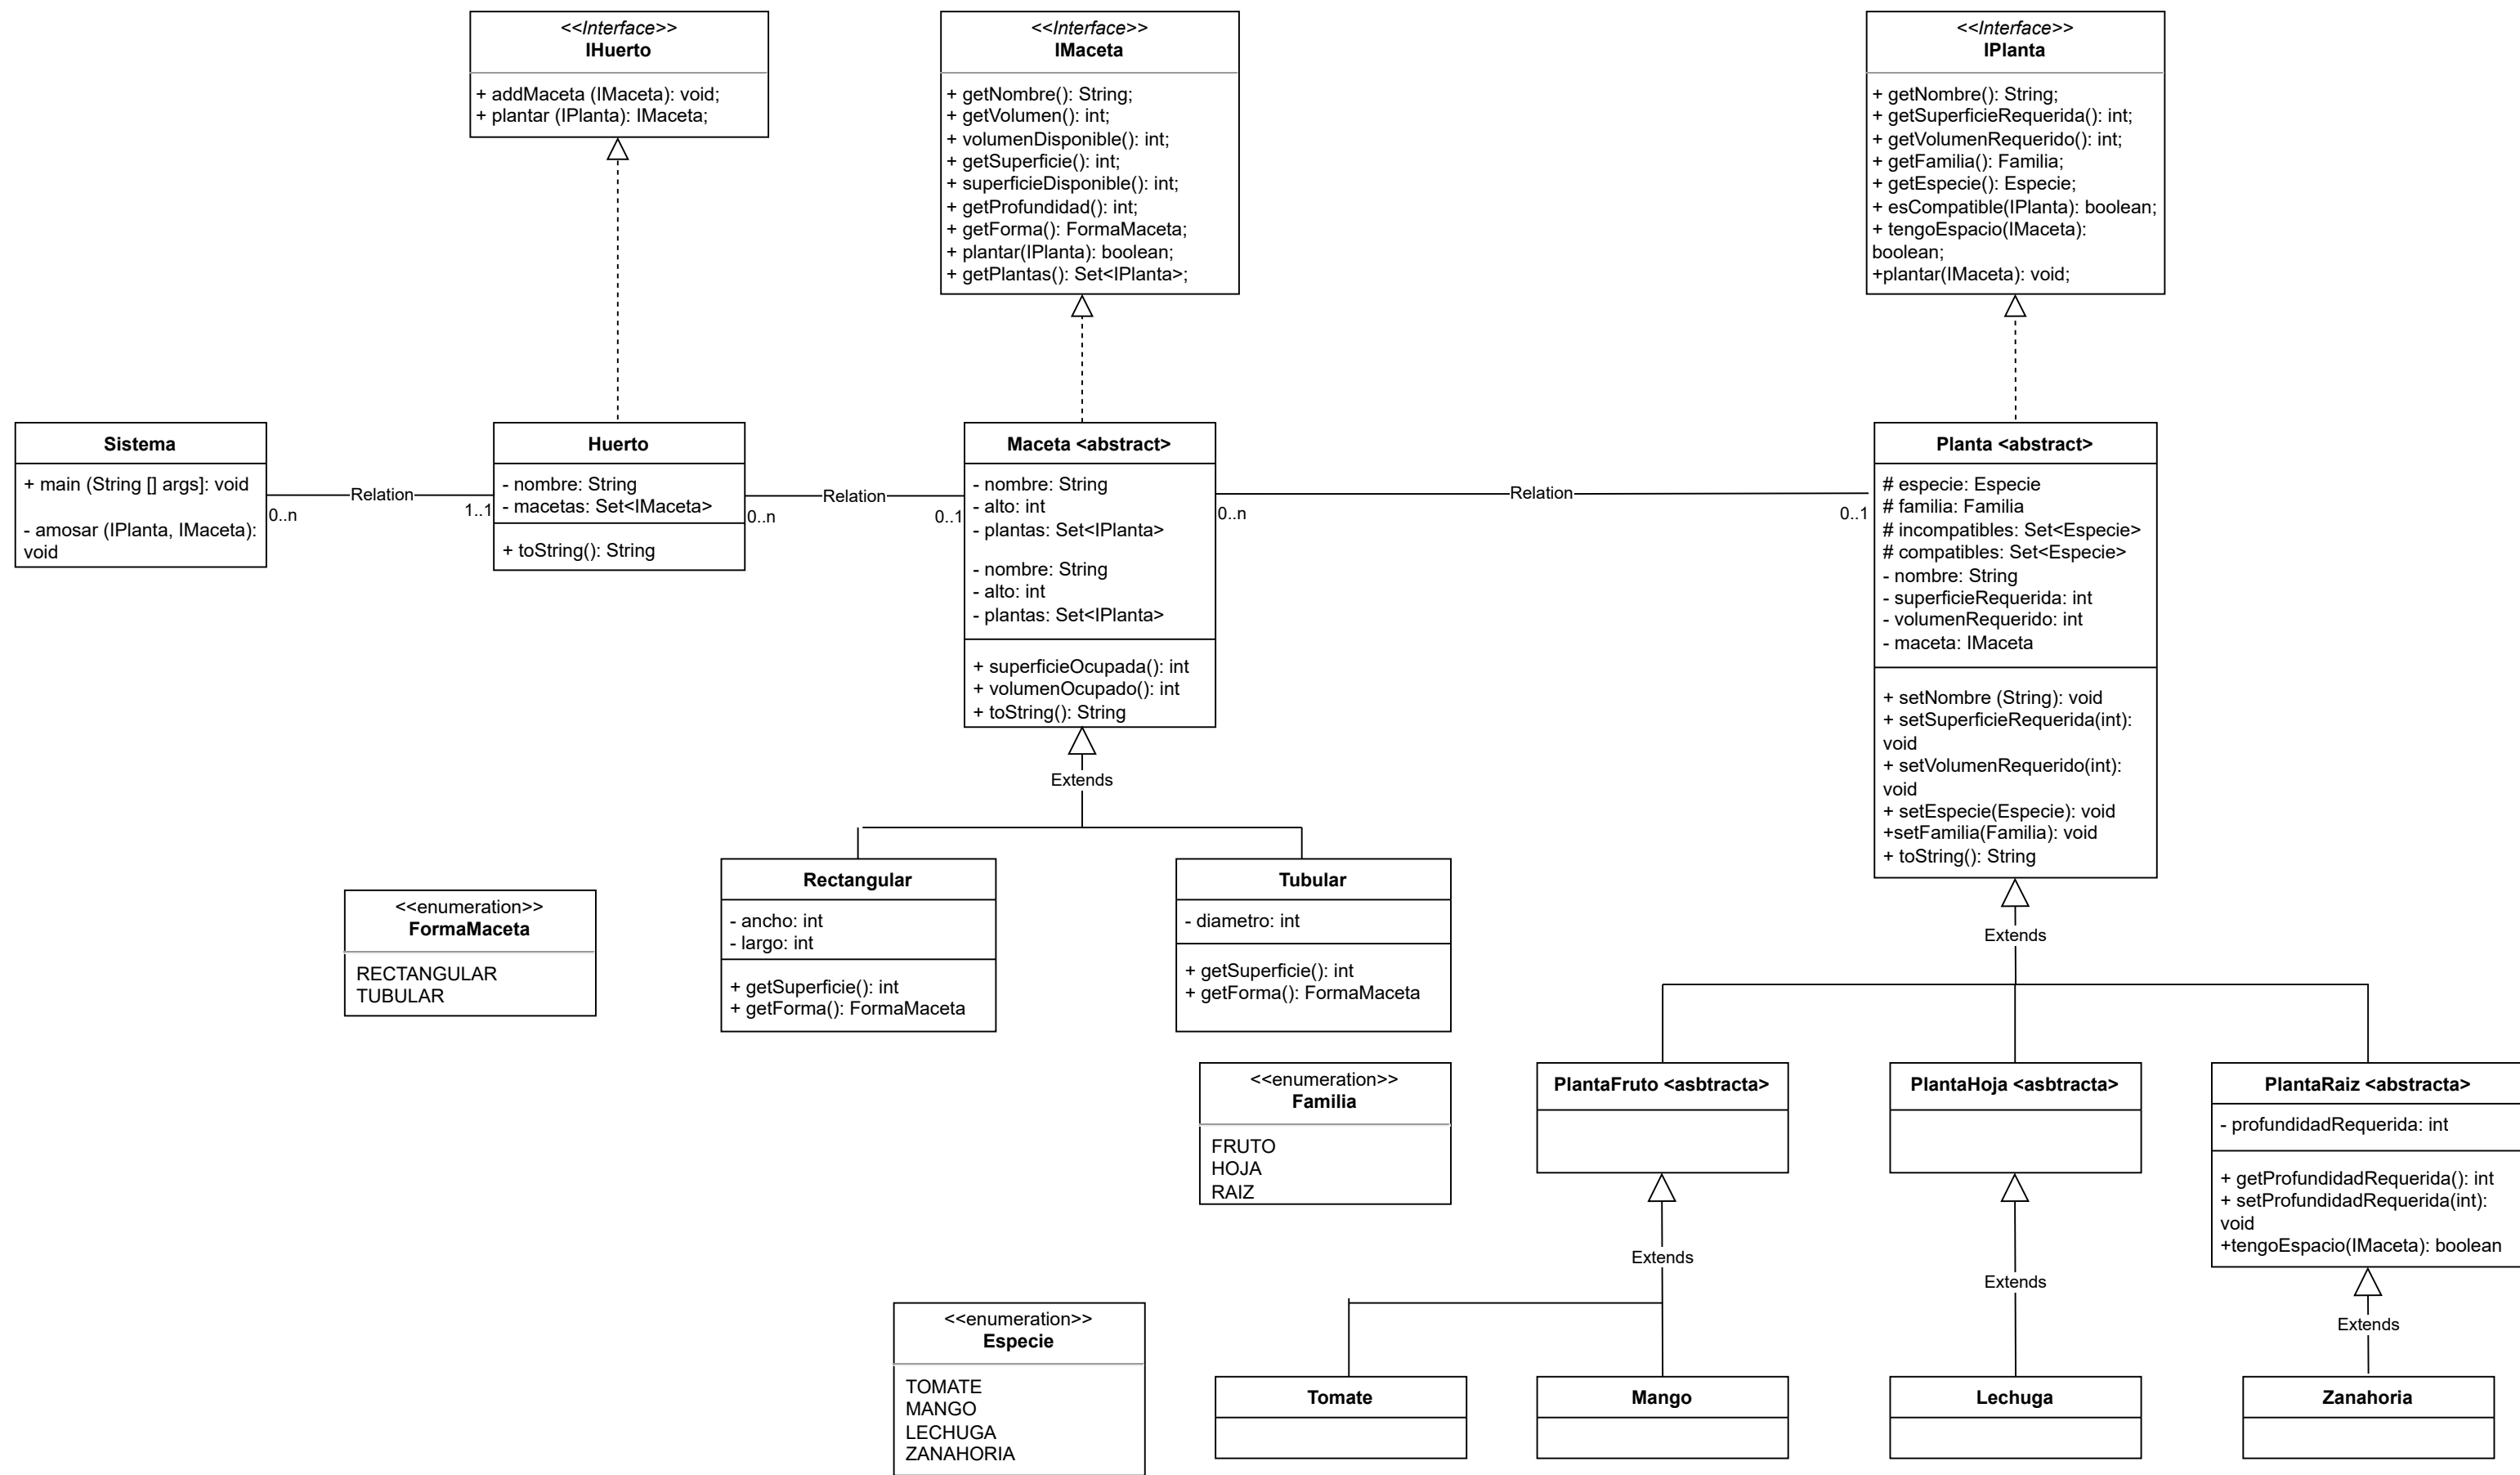 <<Interface>>
IHuerto
+ addMaceta (IMaceta): void;
+ plantar (IPlanta): IMaceta;
<<Interface>>
IMaceta
+ getNombre(): String;
+ getVolumen(): int;
+ volumenDisponible(): int;
+ getSuperficie(): int;
+ superficieDisponible(): int;
+ getProfundidad(): int;
+ getForma(): FormaMaceta;
+ plantar(IPlanta): boolean;
+ getPlantas(): Set<IPlanta>;
<<Interface>>
IPlanta
+ getNombre(): String;
+ getSuperficieRequerida(): int;
+ getVolumenRequerido(): int;
+ getFamilia(): Familia;
+ getEspecie(): Especie;
+ esCompatible(IPlanta): boolean;
+ tengoEspacio(IMaceta):
boolean;
+plantar(IMaceta): void;
Sistema
+ main (String [] args]: void
- amosar (IPlanta, IMaceta):
void
Relation
0..n
1..1
Huerto
- nombre: String
- macetas: Set<IMaceta>
+ toString(): String
Relation
0..n
0..1
Maceta <abstract>
- nombre: String
- alto: int
- plantas: Set<IPlanta>
- nombre: String
- alto: int
- plantas: Set<IPlanta>
+ superficieOcupada(): int
+ volumenOcupado(): int
+ toString(): String
Relation
0..n
0..1
Planta <abstract>
# especie: Especie
# familia: Familia
# incompatibles: Set<Especie>
# compatibles: Set<Especie>
- nombre: String
- superficieRequerida: int
- volumenRequerido: int
- maceta: IMaceta
+ setNombre (String): void
+ setSuperficieRequerida(int):
void
+ setVolumenRequerido(int):
void
+ setEspecie(Especie): void
+setFamilia(Familia): void
+ toString(): String
Extends
<<enumeration>>
FormaMaceta
RECTANGULAR
TUBULAR
Rectangular
- ancho: int
- largo: int
+ getSuperficie(): int
+ getForma(): FormaMaceta
Tubular
- diametro: int
+ getSuperficie(): int
+ getForma(): FormaMaceta
Extends
<<enumeration>>
Familia
FRUTO
HOJA
RAIZ
PlantaFruto <asbtracta>
PlantaHoja <asbtracta>
PlantaRaiz <abstracta>
- profundidadRequerida: int
+ getProfundidadRequerida(): int
+ setProfundidadRequerida(int):
void
+tengoEspacio(IMaceta): boolean
Extends
Extends
Extends
<<enumeration>>
Especie
TOMATE
MANGO
LECHUGA
ZANAHORIA
Tomate
Mango
Lechuga
Zanahoria